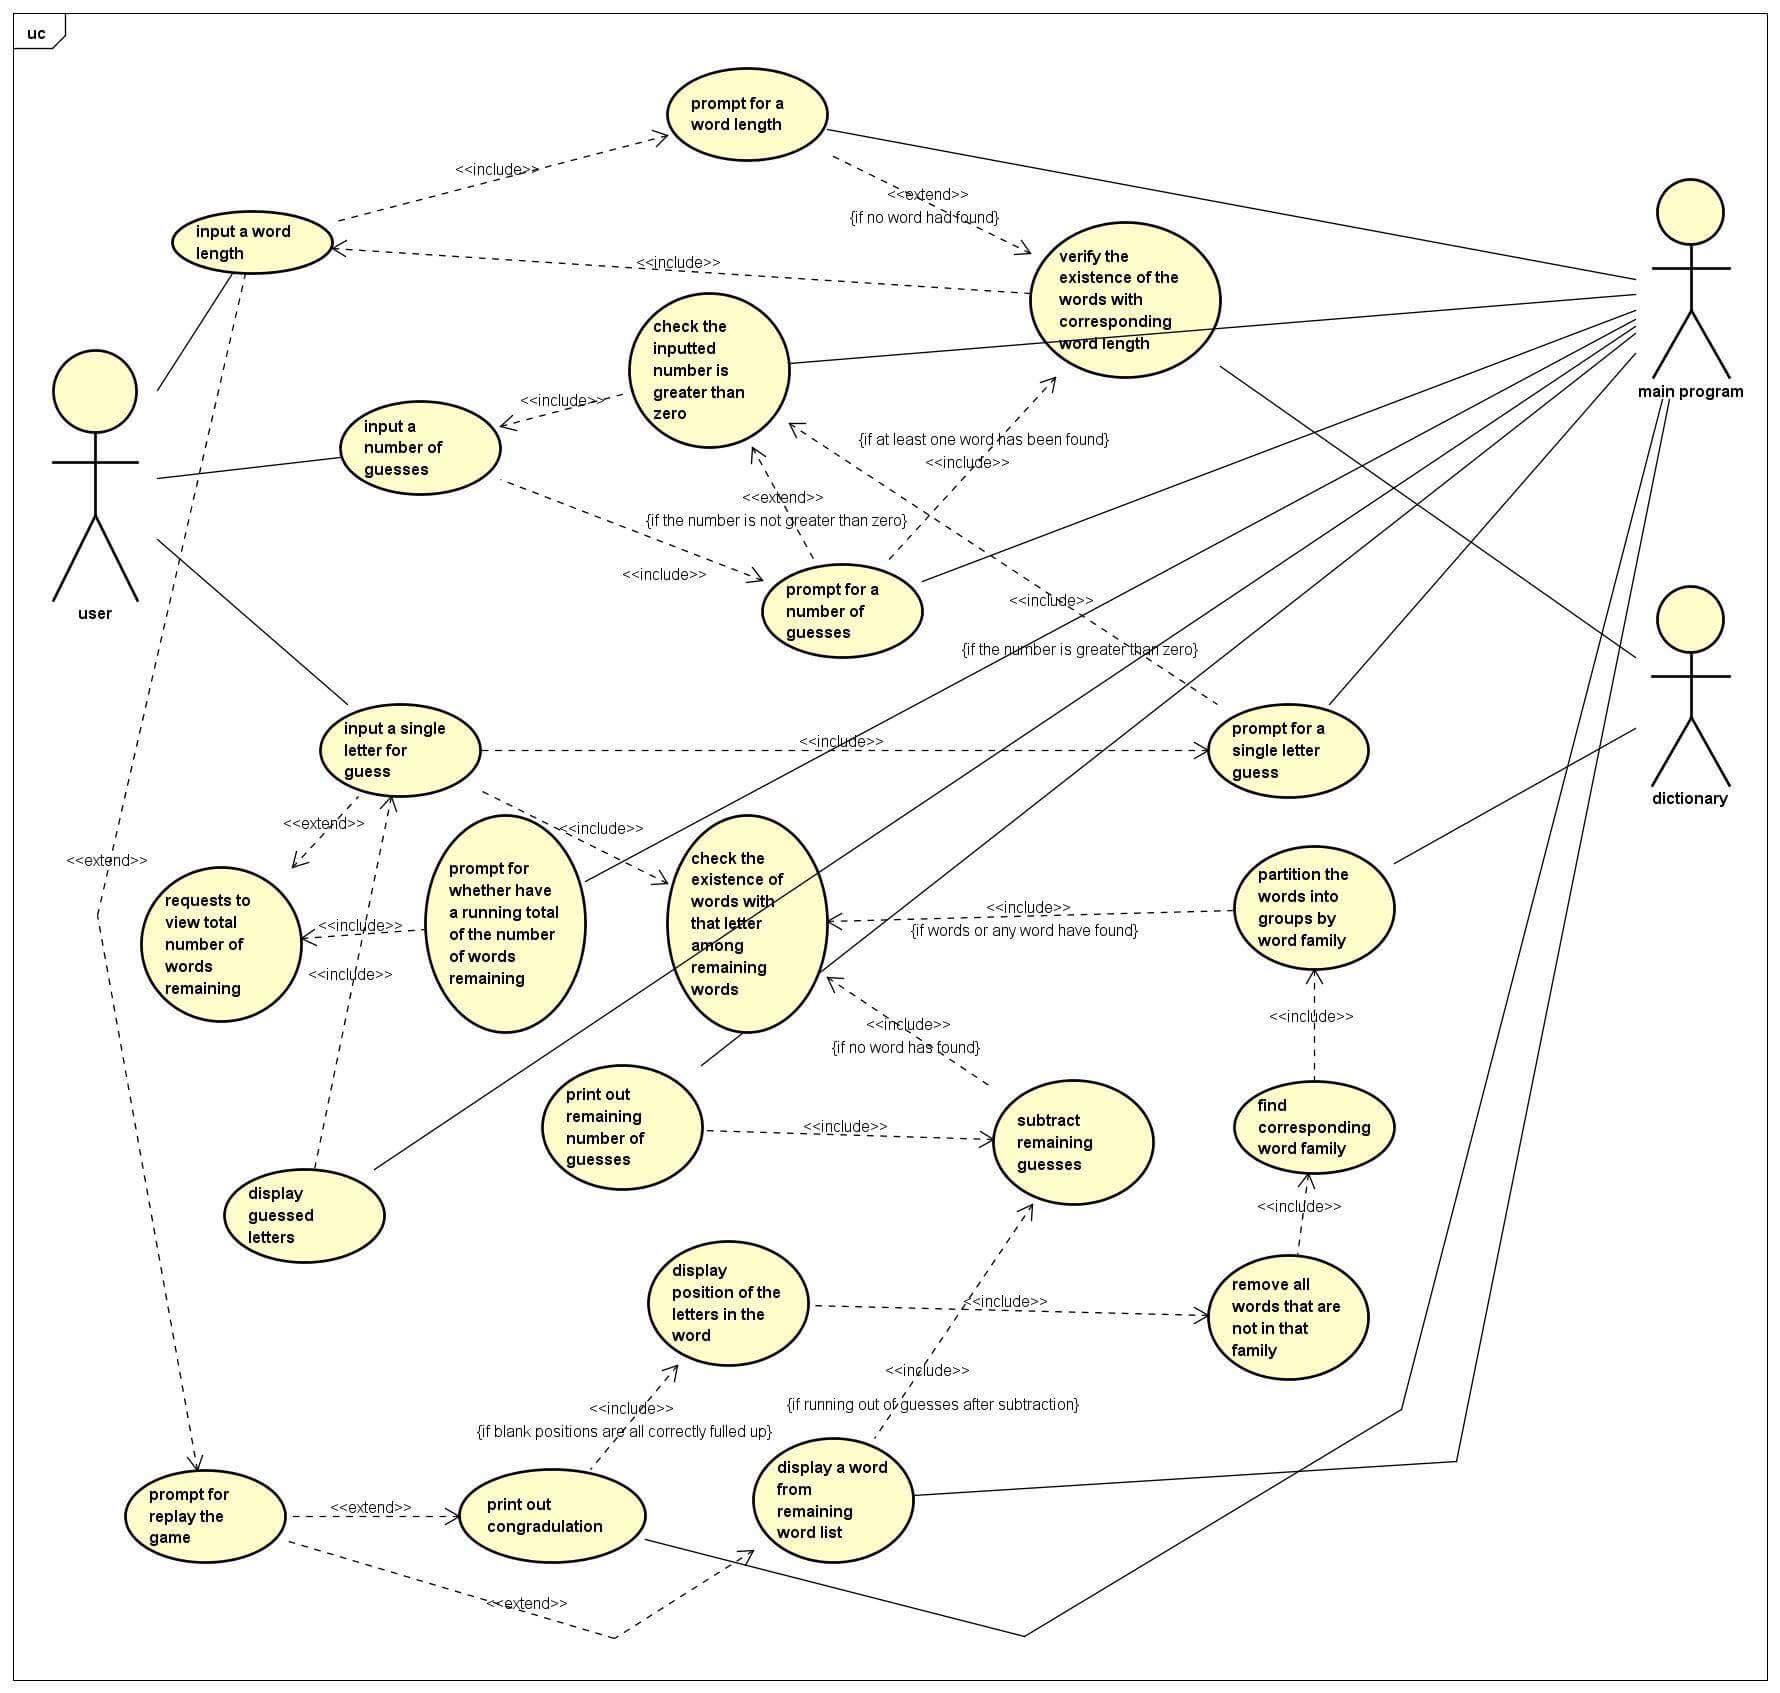 uc
prompt for a
word length
<<include>>
<<extend>>
{if no word had found}
input a word
length
<<include>>
verify the
existence of the
words with
corresponding
word length
check the
inputted
number is
greater than
zero
main program
<<include>>
input a
number of
guesses
{if at least one word has been found}
<<include>>
<<extend>>
{if the number is not greater than zero}
<<include>>
user
prompt for a
number of
guesses
<<include>>
{if the number is greater than zero}
input a single
letter for
guess
<<include>>
prompt for a
single letter
guess
dictionary
<<extend>>
<<include>>
<<extend>>
requests to
view total
number of
words
remaining
<<include>>
<<include>>
prompt for
whether have
a running total
of the number
of words
remaining
check the
existence of
words with
that letter
among
remaining
words
<<include>>
{if words or any word have found}
partition the
words into
groups by
word family
<<include>>
{if no word has found}
<<include>>
print out
remaining
number of
guesses
<<include>>
subtract
remaining
guesses
find
corresponding
word family
display
guessed
letters
<<include>>
display
position of the
letters in the
word
<<include>>
remove all
words that are
not in that
family
<<include>>
{if running out of guesses after subtraction}
<<include>>
{if blank positions are all correctly fulled up}
prompt for
replay the
game
<<extend>>
print out
congradulation
display a word
from
remaining
word list
<<extend>>